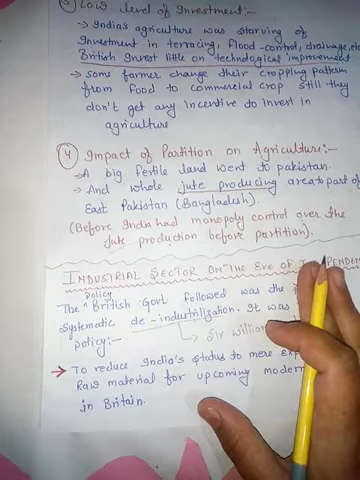 ③ Low level of Investment:-
→ India's agriculture was starving of
Investment in terracing, flood-control, drainage, etc
British Invest little on technological improvement
→ Some farmer change their cropping pattern
from food to commercial crop still they
don't get any incentive to invest in
agriculture
④ Impact of Partition on Agriculture:-
→ A big fertile land went to pakistan.
→ And whole jute producing area to part of
East Pakistan (Bangladesh).
(Before India had monopoly control over the
jute production before partition).
INDUSTRIAL SECTOR ON THE EVE OF
policy
The ^ British Govt followed was the
systematic de-indutrilization. It was
policy:- → Sir William
→ To reduce India's status to mere
Raw material for upcoming modern
in Britain.